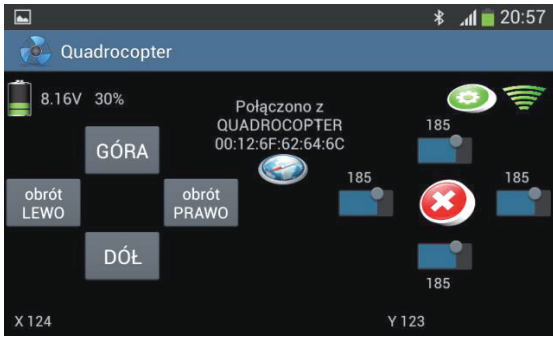 20:57
Quadrocopter
8.16V 30%
Połączono z
QUADROCOPTER
00:12:6F:62:64:6C
GÓRA
obrót
LEWO
obrót
PRAWO
DÓŁ
185
185
185
185
X 124
Y 123